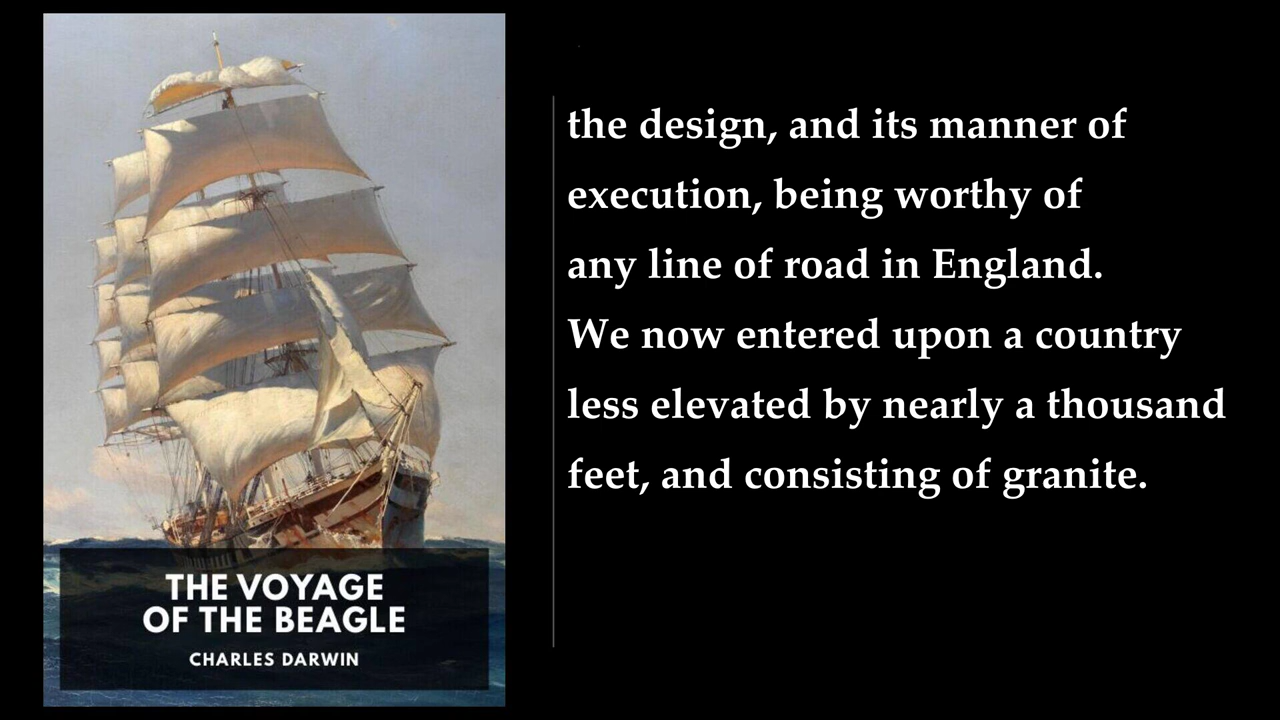 THE VOYAGE
OF THE BEAGLE
CHARLES DARWIN
the design, and its manner of
execution, being worthy of
any line of road in England.
We now entered upon a country
less elevated by nearly a thousand
feet, and consisting of granite.